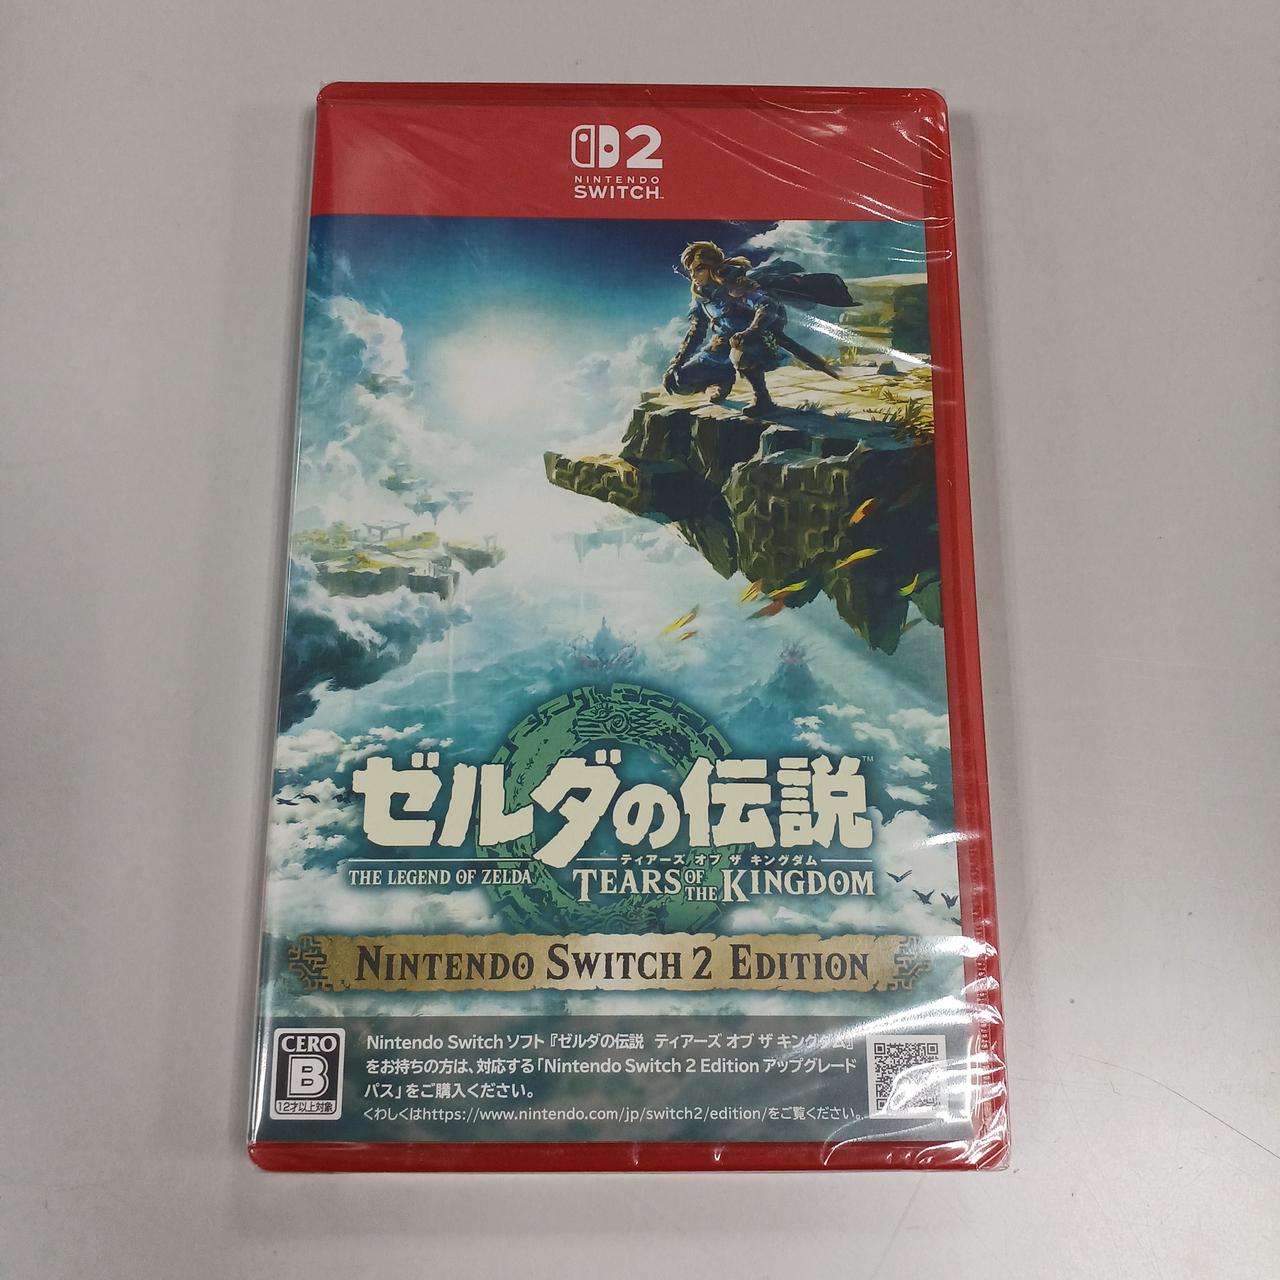 2
NINTENDO
SWITCH
ゼルダの伝説™
ティアーズ オブ ザ キングダム
THE LEGEND OF ZELDA TEARS OF THE KINGDOM
NINTENDO SWITCH 2 EDITION
CERO
B
12才以上対象
Nintendo Switch ソフト『ゼルダの伝説 ティアーズ オブ ザ キングダム』
をお持ちの方は、対応する「Nintendo Switch 2 Edition アップグレード
パス」をご購入ください。
くわしくはhttps://www.nintendo.com/jp/switch2/edition/をご覧ください。